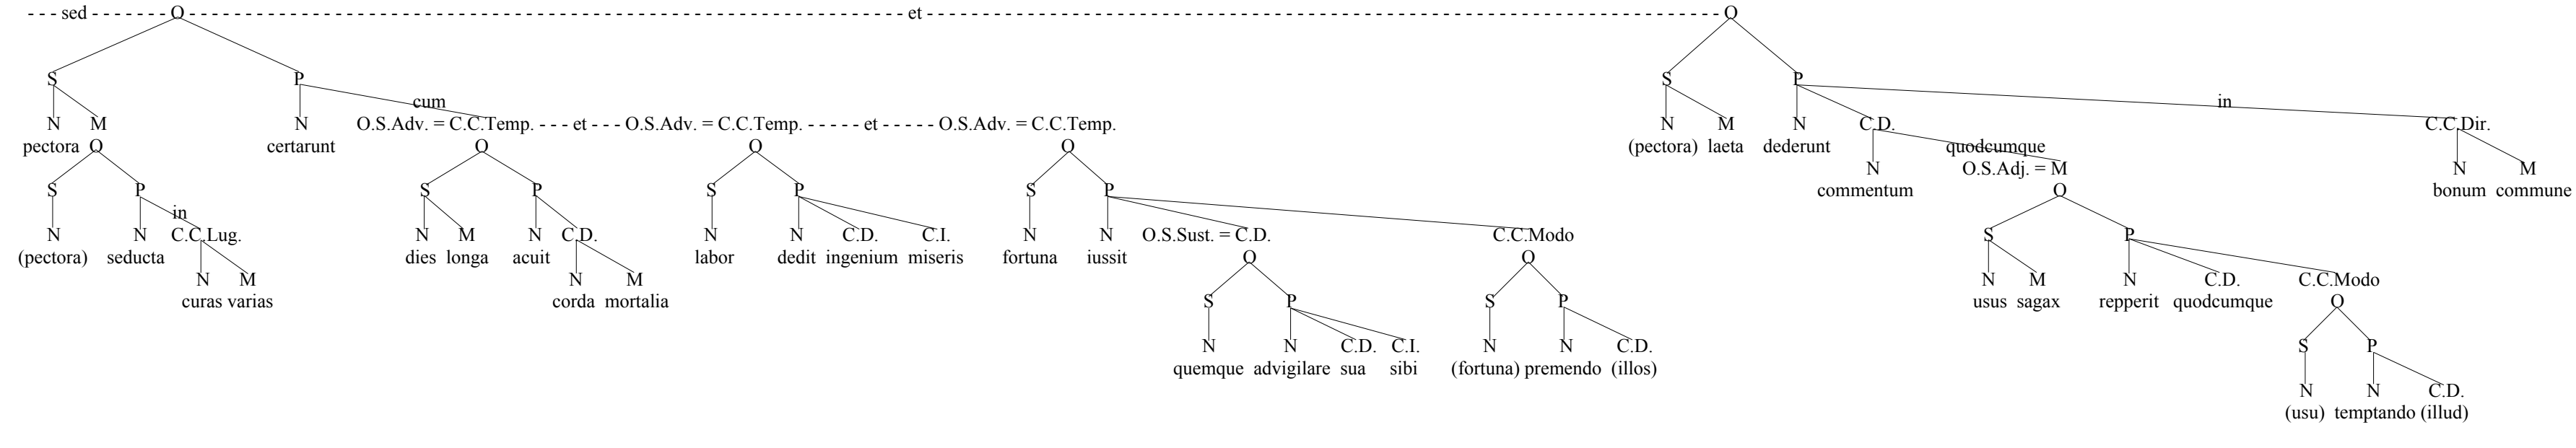 sed O et O
S P S P
cum in
N M N O.S.Adv. = C.C.Temp. et O.S.Adv. = C.C.Temp. et O.S.Adv. = C.C.Temp. N M N C.D. C.C.Dir.
pectora O certarunt O O O (pectora) laeta dederunt quodcumque
N O.S.Adj. = M N M
S P S P S P S P commentum O bonum commune
in
N N C.C.Lug. N M N C.D. N N C.D. C.I. N N O.S.Sust. = C.D. C.C.Modo S P
(pectora) seducta dies longa acuit labor dedit ingenium miseris fortuna iussit O O
N M N M N M N C.D. C.C.Modo
curas varias corda mortalia S P S P usus sagax repperit quodcumque O
N N C.D. C.I. N N C.D. S P
quemque advigilare sua sibi (fortuna) premendo (illos)
N N C.D.
(usu) temptando (illud)